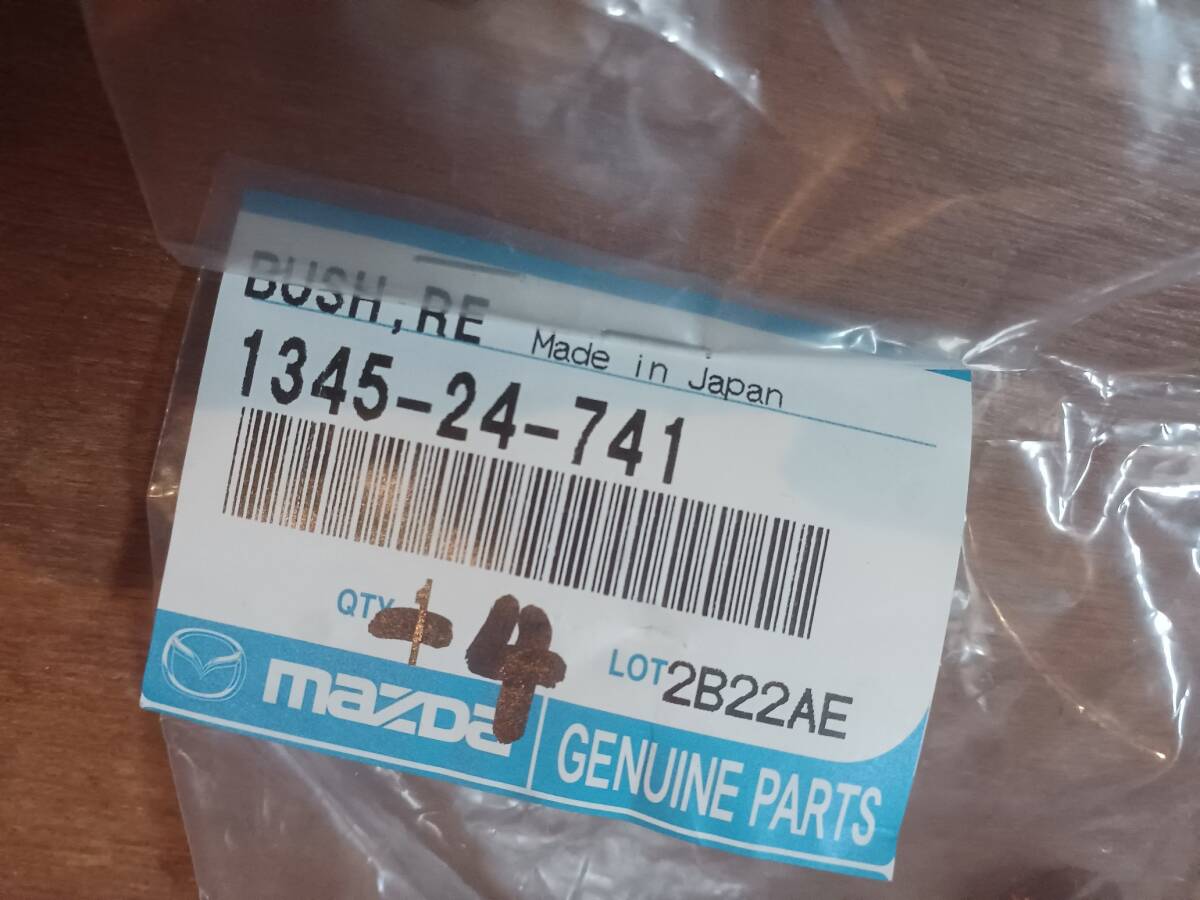 BUSH,RE
Made in Japan
1345-24-741
QTY 1 4
LOT 2B22AE
mazda
GENUINE PARTS